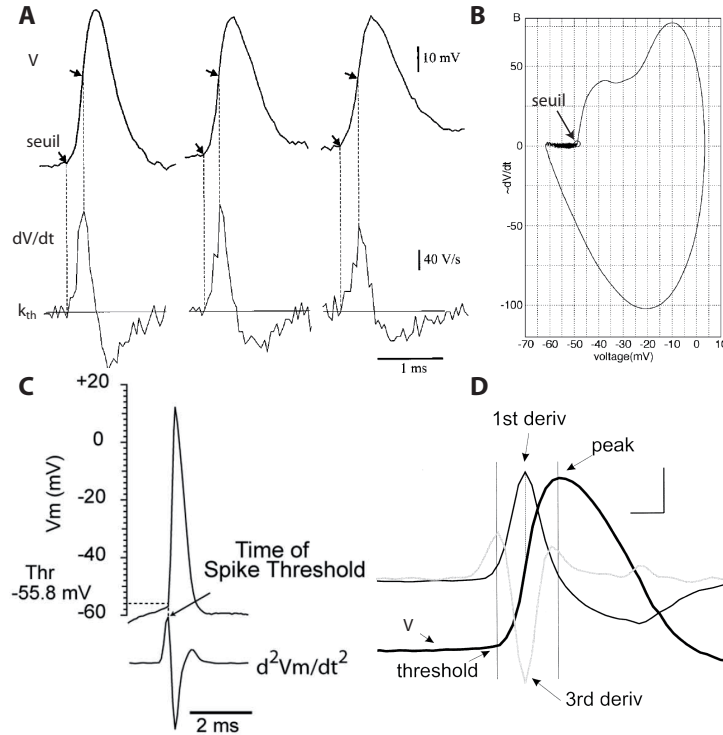 A
V
10 mV
seuil
dV/dt
40 V/s
kth
1 ms
B
B
50
0
-50
-100
~dV/dt
seuil
-70 -60 -50 -40 -30 -20 -10 0 10
voltage(mV)
C
+20
0
-20
-40
-60
Vm (mV)
Thr
-55.8 mV
Time of
Spike Threshold
d²Vm/dt²
2 ms
D
1st deriv
peak
V
threshold
3rd deriv